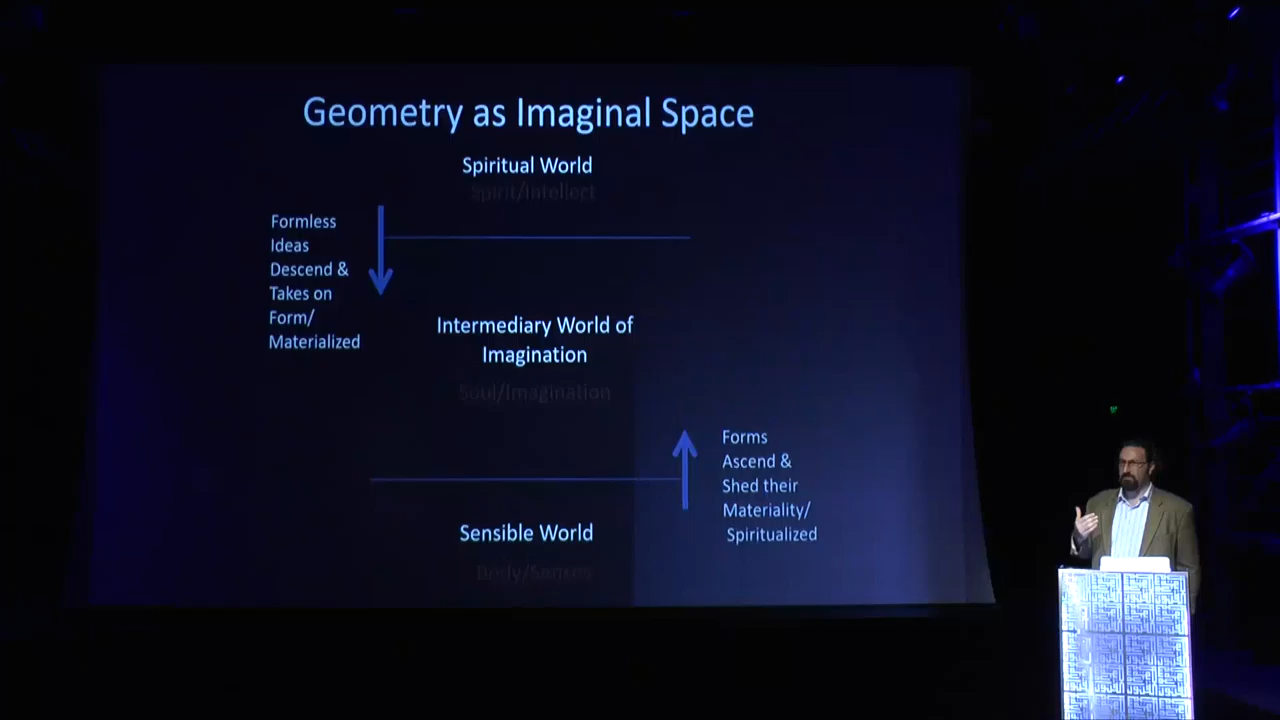 Geometry as Imaginal Space
Spiritual World
Spirit/Intellect
Formless
Ideas
Descend &
Takes on
Form/
Materialized
Intermediary World of
Imagination
Soul/Imagination
Forms
Ascend &
Shed their
Materiality/
Spiritualized
Sensible World
Body/Senses